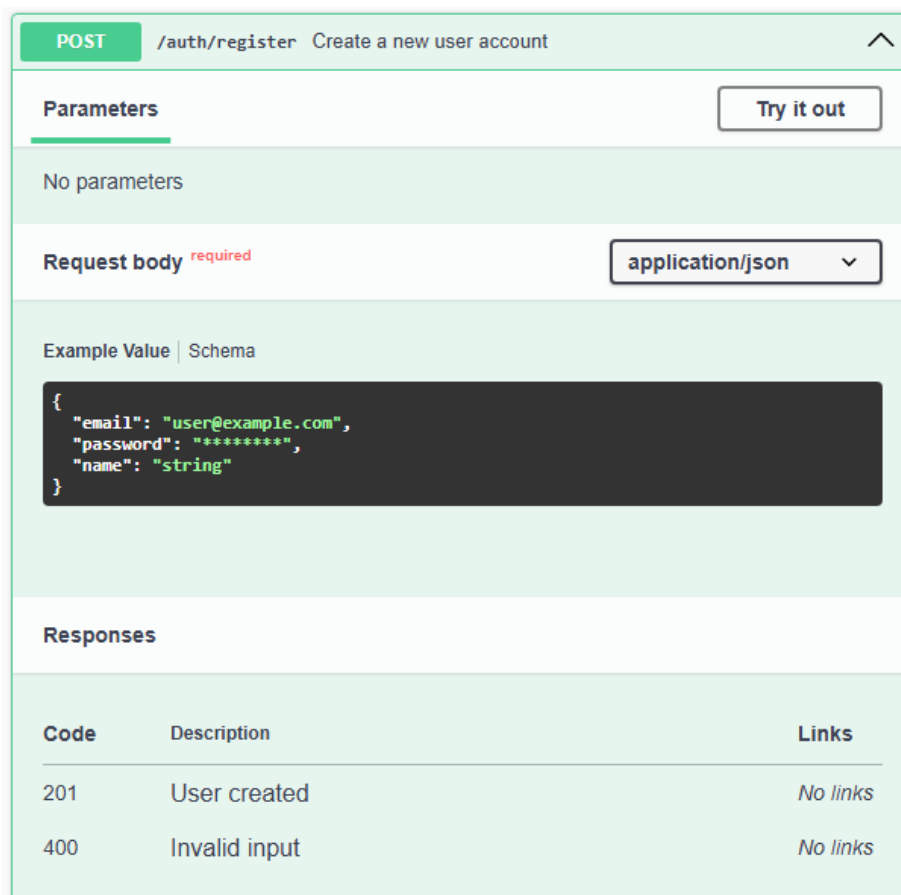 POST /auth/register Create a new user account
Parameters Try it out
No parameters
Request body required application/json
Example Value Schema
{
"email": "user@example.com",
"password": "********",
"name": "string"
}
Responses
Code Description Links
201 User created No links
400 Invalid input No links